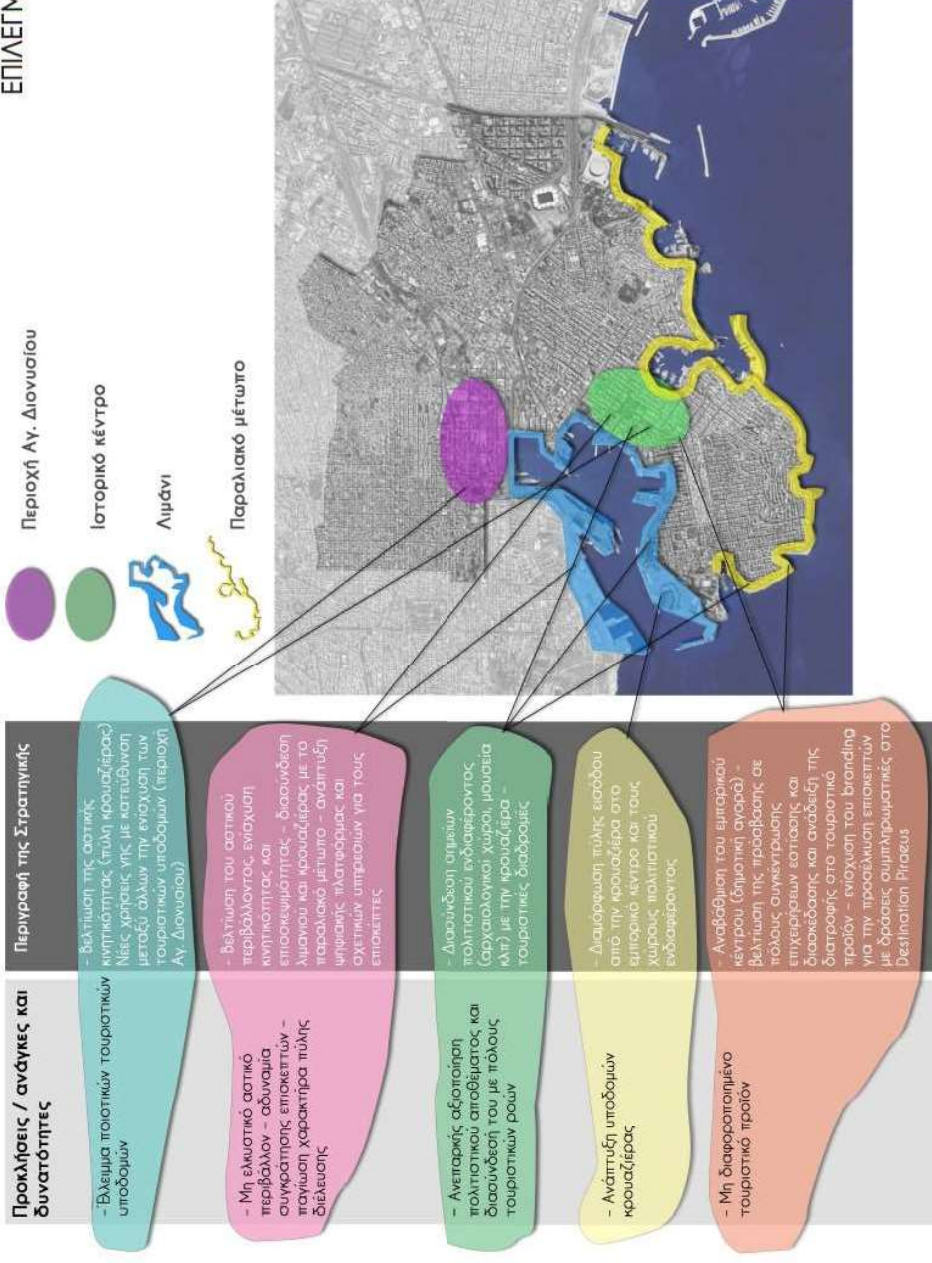 ΕΠΙΛΕΓΜ
Περιοχή Αγ. Διονυσίου
Ιστορικό κέντρο
Λιμάνι
Παραλιακό μέτωπο
Προκλήσεις / ανάγκες και
δυνατότητες
Περιγραφή της Στρατηγικής
- Έλλειμμα ποιοτικών τουριστικών
υποδομών
- Βελτίωση της αστικής
κινητικότητας (πύλη κρουαζιέρας)
Νέες χρήσεις γης με κατεύθυνση
μεταξύ άλλων την ενίσχυση των
τουριστικών υποδομών (περιοχή
Αγ. Διονυσίου)
- Μη ελκυστικό αστικό
περιβάλλον - αδυναμία
συγκράτησης επισκεπτών -
παγίωση χαρακτήρα πύλης
διέλευσης
- Βελτίωση του αστικού
περιβάλλοντος, ενίσχυση
κινητικότητας και
επισκεψιμότητας - διασύνδεση
λιμανιού και κρουαζιέρας με το
παραλιακό μέτωπο - ανάπτυξη
ψηφιακής πλατφόρμας και
σχετικών υπηρεσιών για τους
επισκέπτες
- Ανεπαρκής αξιοποίηση
πολιτιστικού αποθέματος και
διασύνδεσή του με πόλους
τουριστικών ροών
- Διασύνδεση σημείων
πολιτιστικού ενδιαφέροντος
(αρχαιολογικοί χώροι, μουσεία
κλπ) με την κρουαζιέρα -
τουριστικές διαδρομές
- Ανάπτυξη υποδομών
κρουαζιέρας
- Διαμόρφωση πύλης εισόδου
από την κρουαζιέρα στο
εμπορικό κέντρο και τους
χώρους πολιτιστικού
ενδιαφέροντος
- Μη διαφοροποιημένο
τουριστικό προϊόν
- Αναβάθμιση του εμπορικού
κέντρου (δημοτική αγορά) -
βελτίωση της πρόσβασης σε
πόλους συγκέντρωσης
επιχειρήσεων εστίασης και
διασκέδασης και ανάδειξη της
διατροφής στο τουριστικό
προϊόν - ενίσχυση του branding
για την προσέλκυση επισκεπτών
με δράσεις συμπληρωματικές στο
Destination Piraeus